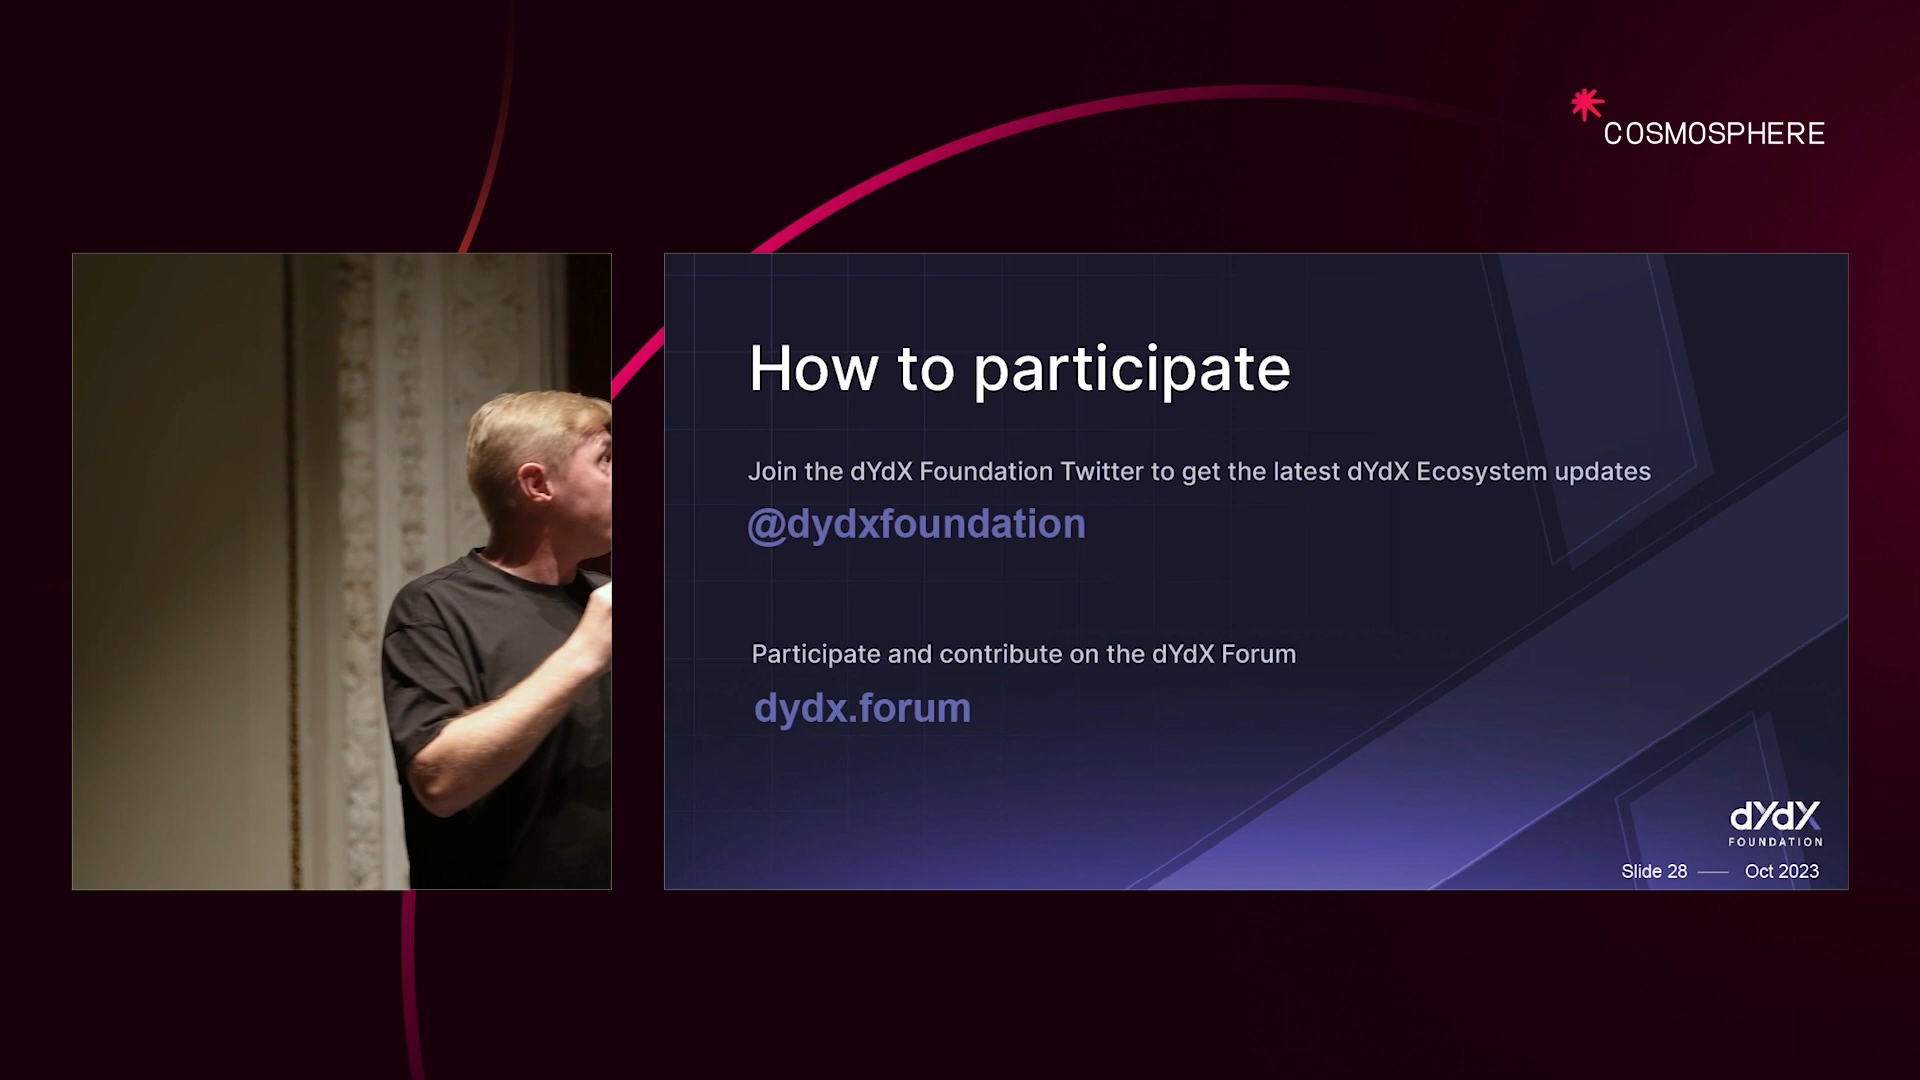 COSMOSPHERE
How to participate
Join the dYdX Foundation Twitter to get the latest dYdX Ecosystem updates
@dydxfoundation
Participate and contribute on the dYdX Forum
dydx.forum
dYdX
FOUNDATION
Slide 28 — Oct 2023